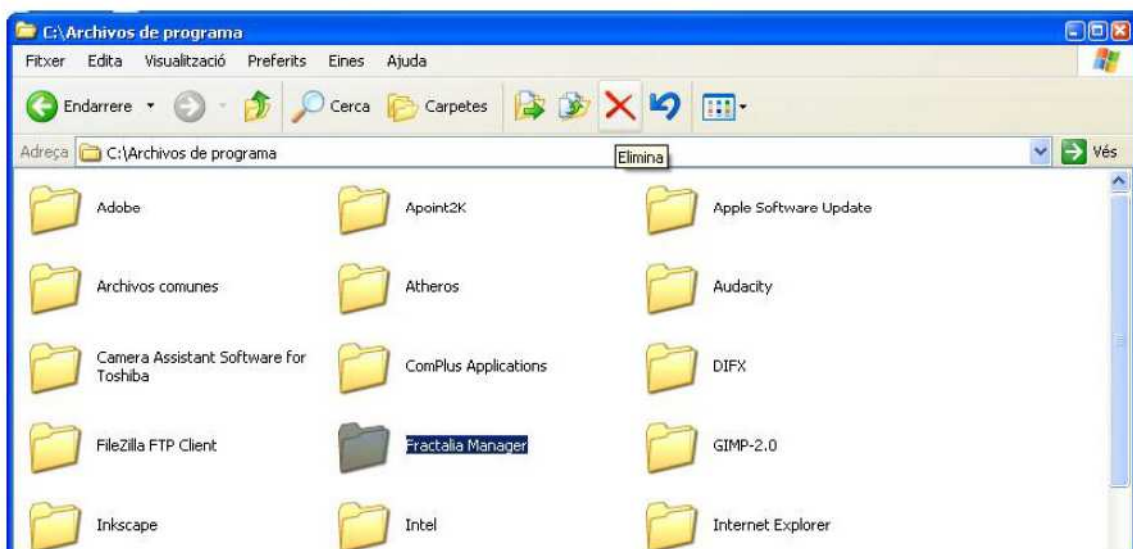 C:\Archivos de programa
Fitxer Edita Visualització Preferits Eines Ajuda
Endarrere Cerca Carpetes
Adreça C:\Archivos de programa Vés
Elimina
Adobe Apoint2K Apple Software Update
Archivos comunes Atheros Audacity
Camera Assistant Software for
Toshiba
ComPlus Applications DIFX
FileZilla FTP Client Fractalia Manager GIMP-2.0
Inkscape Intel Internet Explorer